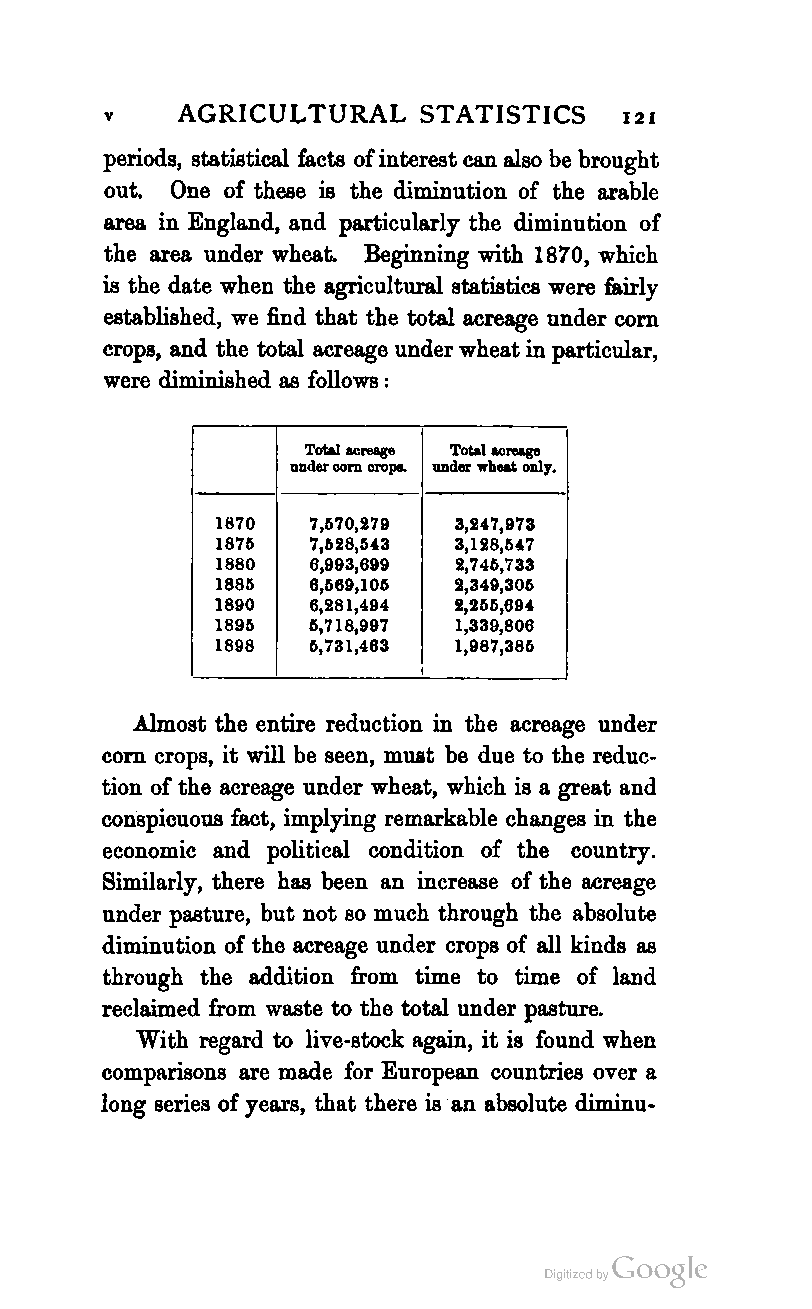 v AGRICULTURAL STATISTICS 121
periods, statistical facts of interest can also be brought
out. One of these is the diminution of the arable
area in England, and particularly the diminution of
the area under wheat. Beginning with 1870, which
is the date when the agricultural statistics were fairly
established, we find that the total acreage under corn
crops, and the total acreage under wheat in particular,
were diminished as follows:
Total acreage Total acreage
under corn crops. under wheat only.
1870 7,570,279 3,247,973
1875 7,528,543 3,128,547
1880 6,993,699 2,745,733
1885 6,569,105 2,349,305
1890 6,281,494 2,255,694
1895 5,718,997 1,339,806
1898 5,731,463 1,987,385
Almost the entire reduction in the acreage under
corn crops, it will be seen, must be due to the reduc-
tion of the acreage under wheat, which is a great and
conspicuous fact, implying remarkable changes in the
economic and political condition of the country.
Similarly, there has been an increase of the acreage
under pasture, but not so much through the absolute
diminution of the acreage under crops of all kinds as
through the addition from time to time of land
reclaimed from waste to the total under pasture.
With regard to live-stock again, it is found when
comparisons are made for European countries over a
long series of years, that there is an absolute diminu-
Digitized by Google